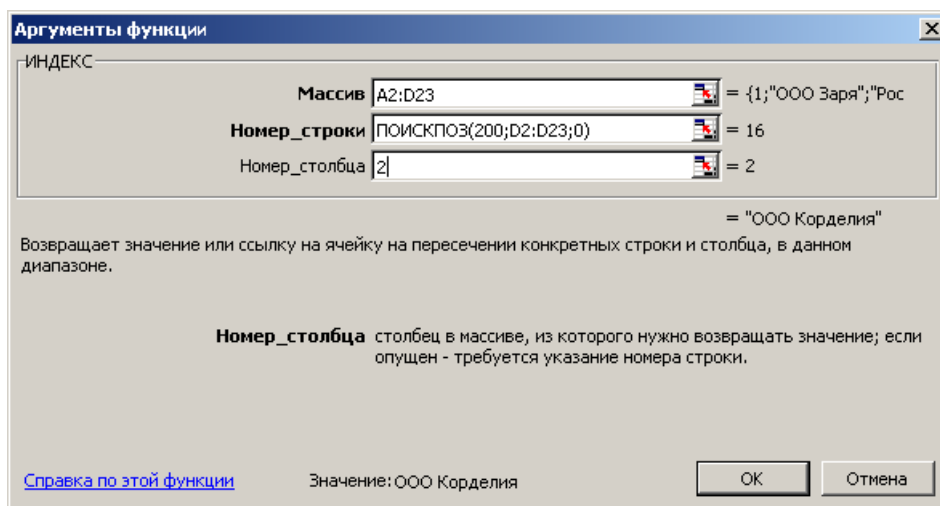 Аргументы функции
ИНДЕКС
Массив A2:D23 = {1;"ООО Заря";"Рос
Номер_строки ПОИСКПОЗ(200;D2:D23;0) = 16
Номер_столбца 2 = 2
= "ООО Корделия"
Возвращает значение или ссылку на ячейку на пересечении конкретных строки и столбца, в данном
диапазоне.
Номер_столбца столбец в массиве, из которого нужно возвращать значение; если
опущен - требуется указание номера строки.
Справка по этой функции Значение:ООО Корделия ОК Отмена